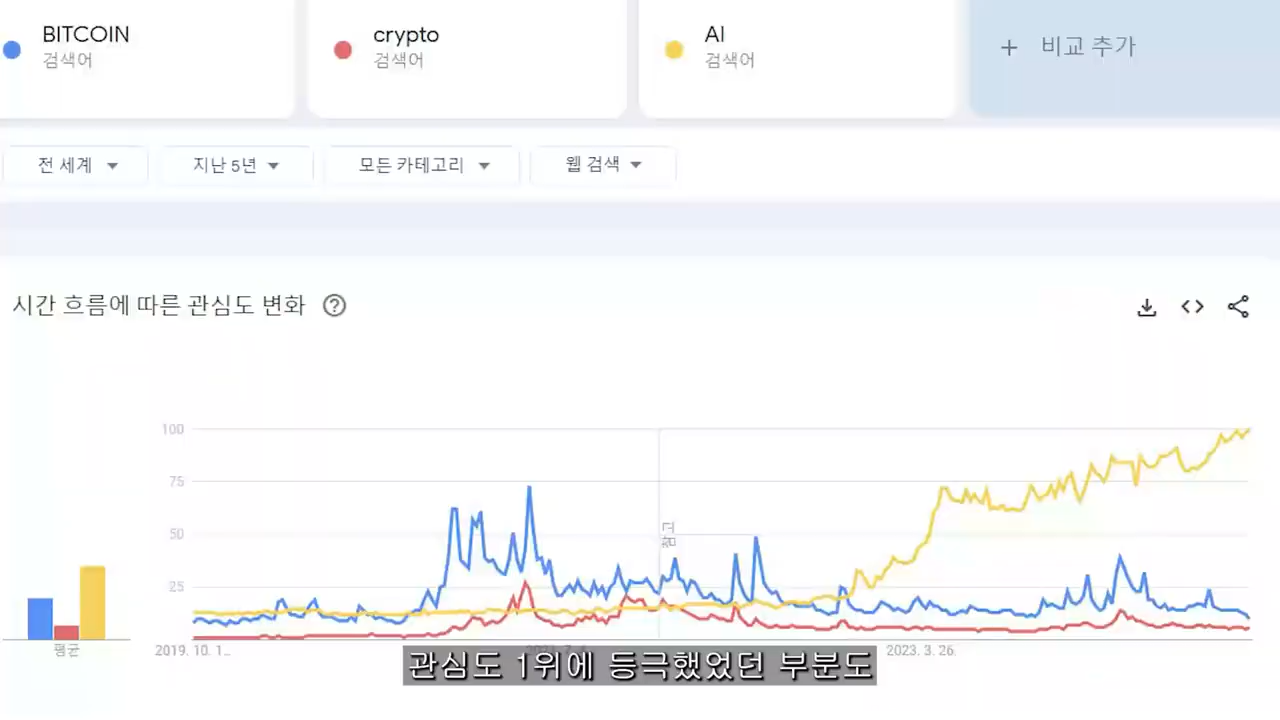 BITCOIN
검색어
crypto
검색어
AI
검색어
+ 비교 추가
전 세계
지난 5년
모든 카테고리
웹 검색
시간 흐름에 따른 관심도 변화
?
100
75
50
25
참고
평균
2019. 10. 1...
2023. 3. 26.
관심도 1위에 등극했었던 부분도